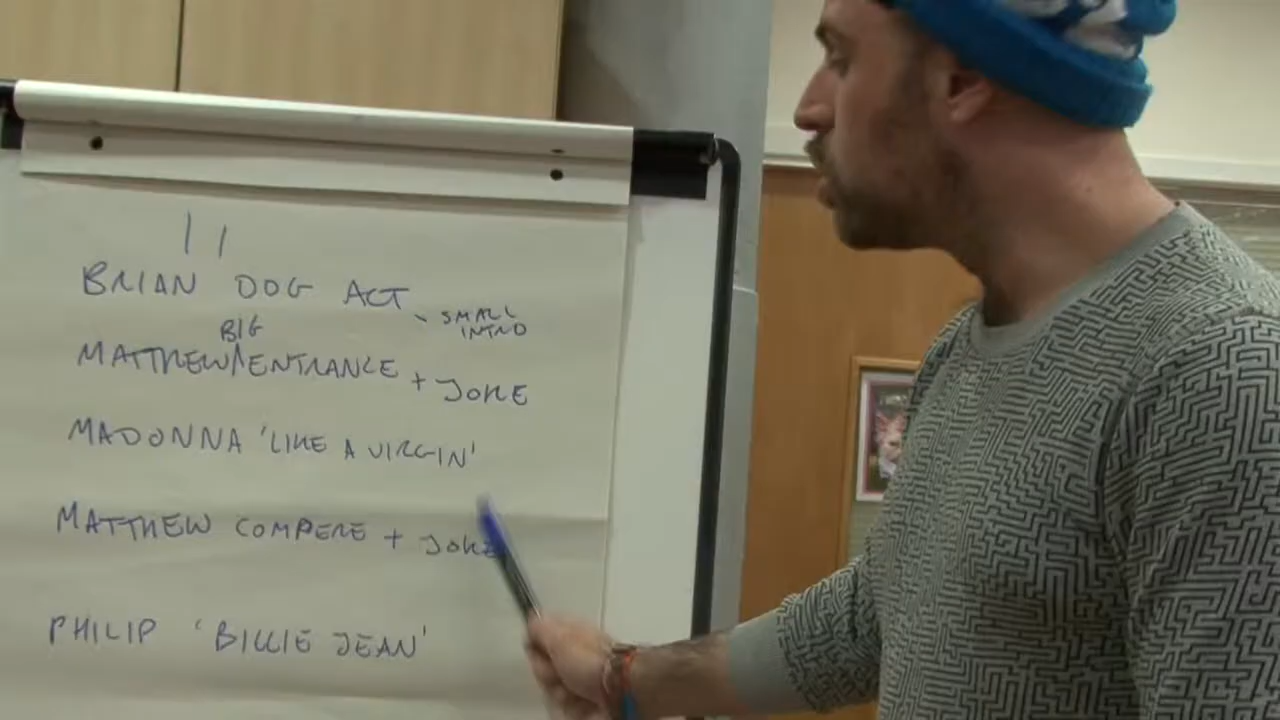 BRIAN DOG ACT - SMALL INTRO
BIG
MATTHEW/ENTRANCE + JOKE
MADONNA 'LIKE A VIRGIN'
MATTHEW COMPERE + JOKE
PHILIP 'BILLIE JEAN'